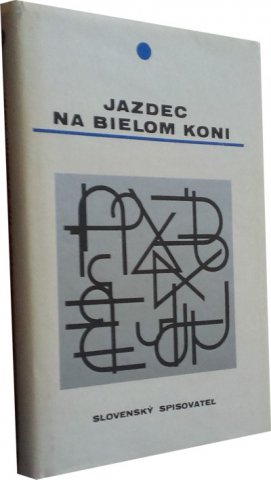 JAZDEC
NA BIELOM KONI
SLOVENSKÝ SPISOVATEĽ